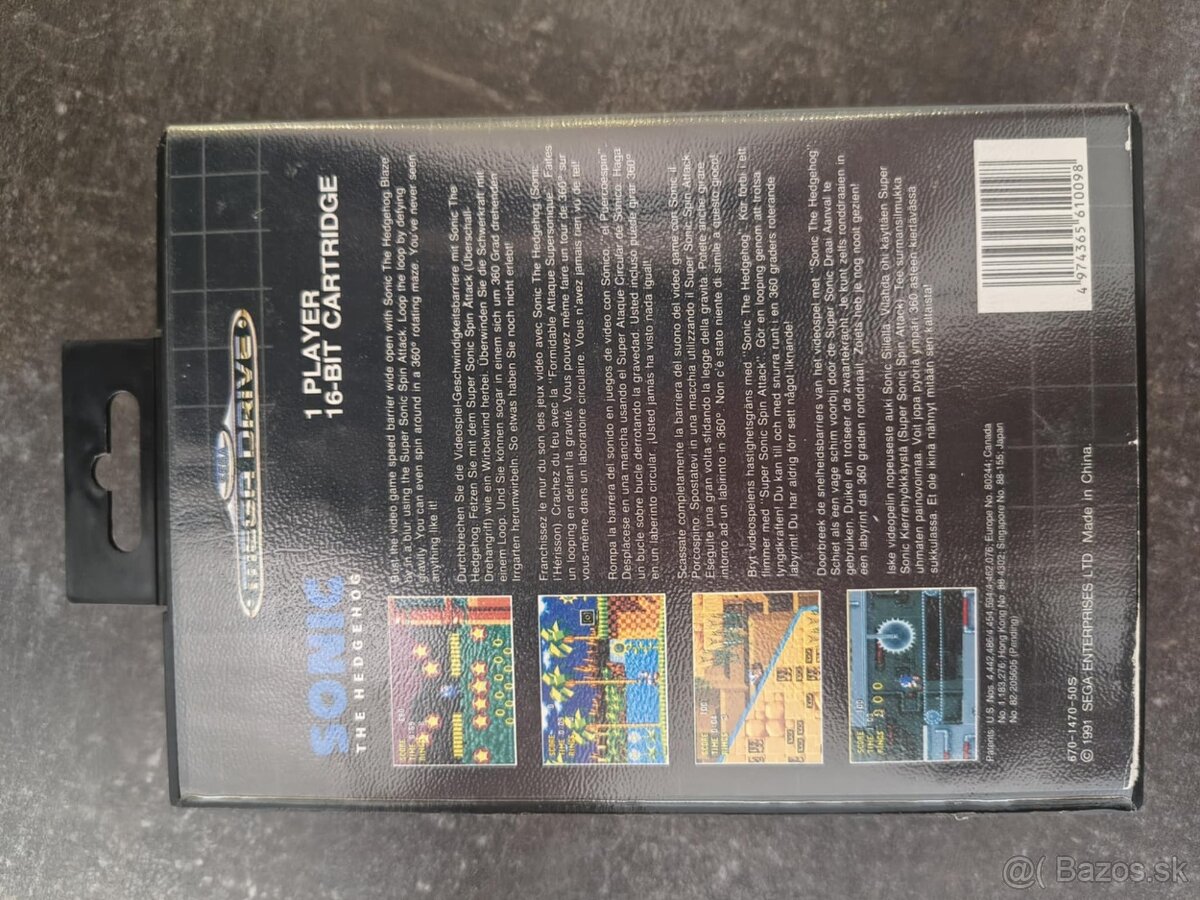 SEGA
MEGA DRIVE
SONIC
THE HEDGEHOG
1 PLAYER
16-BIT CARTRIDGE
Bust the video game speed barrier wide open with Sonic The Hedgehog. Blaze
by in a blur using the Super Sonic Spin Attack. Loop the loop by defying
gravity. You can even spin around in a 360° rotating maze. You've never seen
anything like it!
Durchbrechen Sie die Videospiel-Geschwindigkeitsbarriere mit Sonic The
Hedgehog. Fetzen Sie mit dem Super Sonic Spin Attack (Überschall-
Drehangriff) wie ein Wirbelwind herbei. Überwinden Sie die Schwerkraft mit
einem Loop. Und Sie können sogar in einem sich um 360 Grad drehenden
Irrgarten herumwirbeln. So etwas haben Sie noch nicht erlebt!
Franchissez le mur du son des jeux vidéo avec Sonic The Hedgehog (Sonic
l'Hérisson) Crachez du feu avec la "Formidable Attaque Supersonique". Faites
un looping en défiant la gravité. Vous pouvez même faire un tour de 360° sur
vous-même dans un laboratoire circulaire. Vous n'avez jamais rien vu de tel!
Rompa la barrera del sonido en juegos de video con Sónico, el Puercoespin"
Desplácese en una mancha usando el Super Ataque Circular de Sónico. Haga
un bucle sobre bucle derrotando la gravedad. Usted incluso puede girar 360°
en un laberinto circular ¡Usted jamás ha visto nada igual!
Scassate completamente la barriera del suono del video game con Sonic il
Porcospino. Spostatevi in una macchia utilizzando il Super Sonic Spin Attack.
Eseguite una gran volta sfidando la legge della gravità. Potete anche girare
intorno ad un labirinto in 360°. Non c'è stato niente di simile a questo gioco!
Bryt videospelens hastighetsgräns med "Sonic The Hedgehog". Kör förbi i ett
flimmer med "Super Sonic Spin Attack". Gör en looping genom att trotsa
tyngdkraften! Du kan till och med snurra runt i en 360 graders roterande
labyrint! Du har aldrig förr sett något liknande!
Doorbreek de snelheidsbarriers van het videospel met "Sonic The Hedgehog."
Schiet als een vage schim voorbij door de Super Sonic Draai Aanval te
gebruiken. Duikel en trotseer de zwaartekracht. Je kunt zelfs ronddraaien in
een labyrint dat 360 graden ronddraait. Zoiets heb je nog nooit gezien!
Iske videopelin nopeuseste auki Sonic Siilellä. Vilahda ohi käyttäen Super
Sonic Kierrehyökkäystä (Super Sonic Spin Attack). Tee surmansilmukka
uhmaten painovoimaa. Voit jopa pyöriä ympäri 360 asteen kiertävässä
sukkulassa. Et ole ikinä nähnyt mitään sen kaltaista!
Patents: U.S. Nos. 4,442,486/4,454,594/4,462,076; Europe No. 80244; Canada
No. 1,183,276; Hong Kong No. 88-4302; Singapore No. 88-155; Japan
No. 82-205605 (Pending)
670-1470-50S
© 1991 SEGA ENTERPRISES LTD. Made in China.
4 974365 610098
@( Bazos.sk